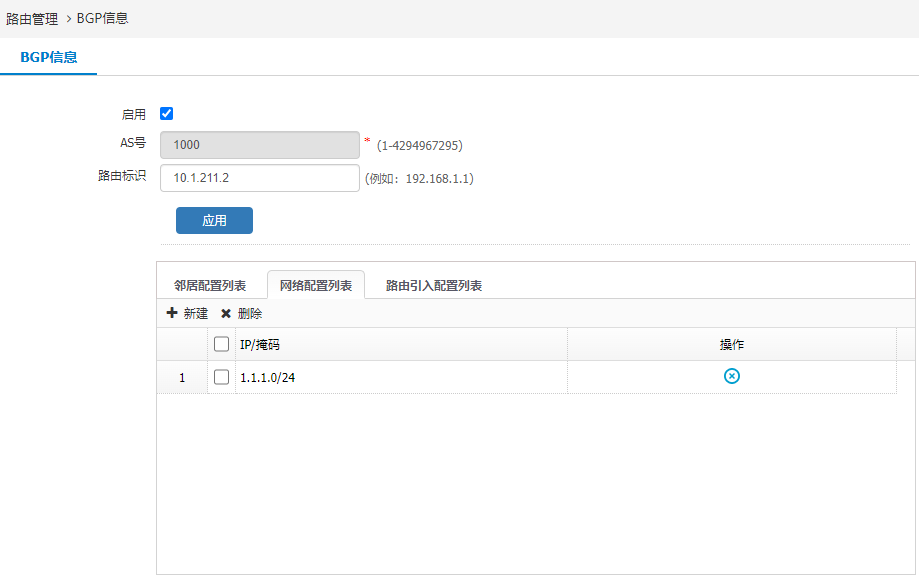 路由管理 > BGP信息
BGP信息
启用
AS号 1000 * (1-4294967295)
路由标识 10.1.211.2 (例如：192.168.1.1)
应用
邻居配置列表 网络配置列表 路由引入配置列表
新建 删除
IP/掩码 操作
1 1.1.1.0/24